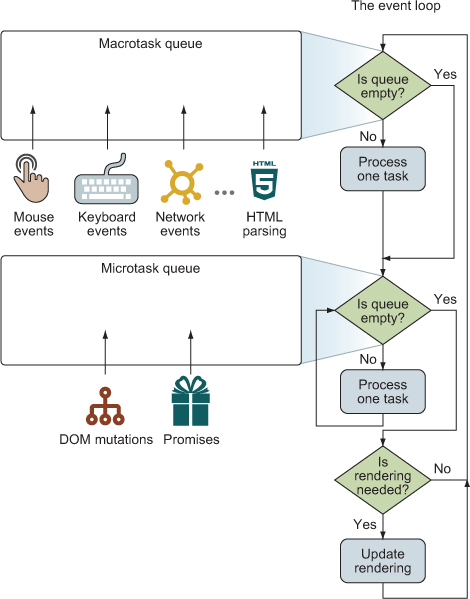 The event loop
Macrotask queue
Is queue
empty?
Yes
No
Process
one task
Mouse
events
Keyboard
events
Network
events
HTML
5
HTML
parsing
Microtask queue
Is queue
empty?
Yes
No
Process
one task
DOM mutations
Promises
Is
rendering
needed?
No
Yes
Update
rendering